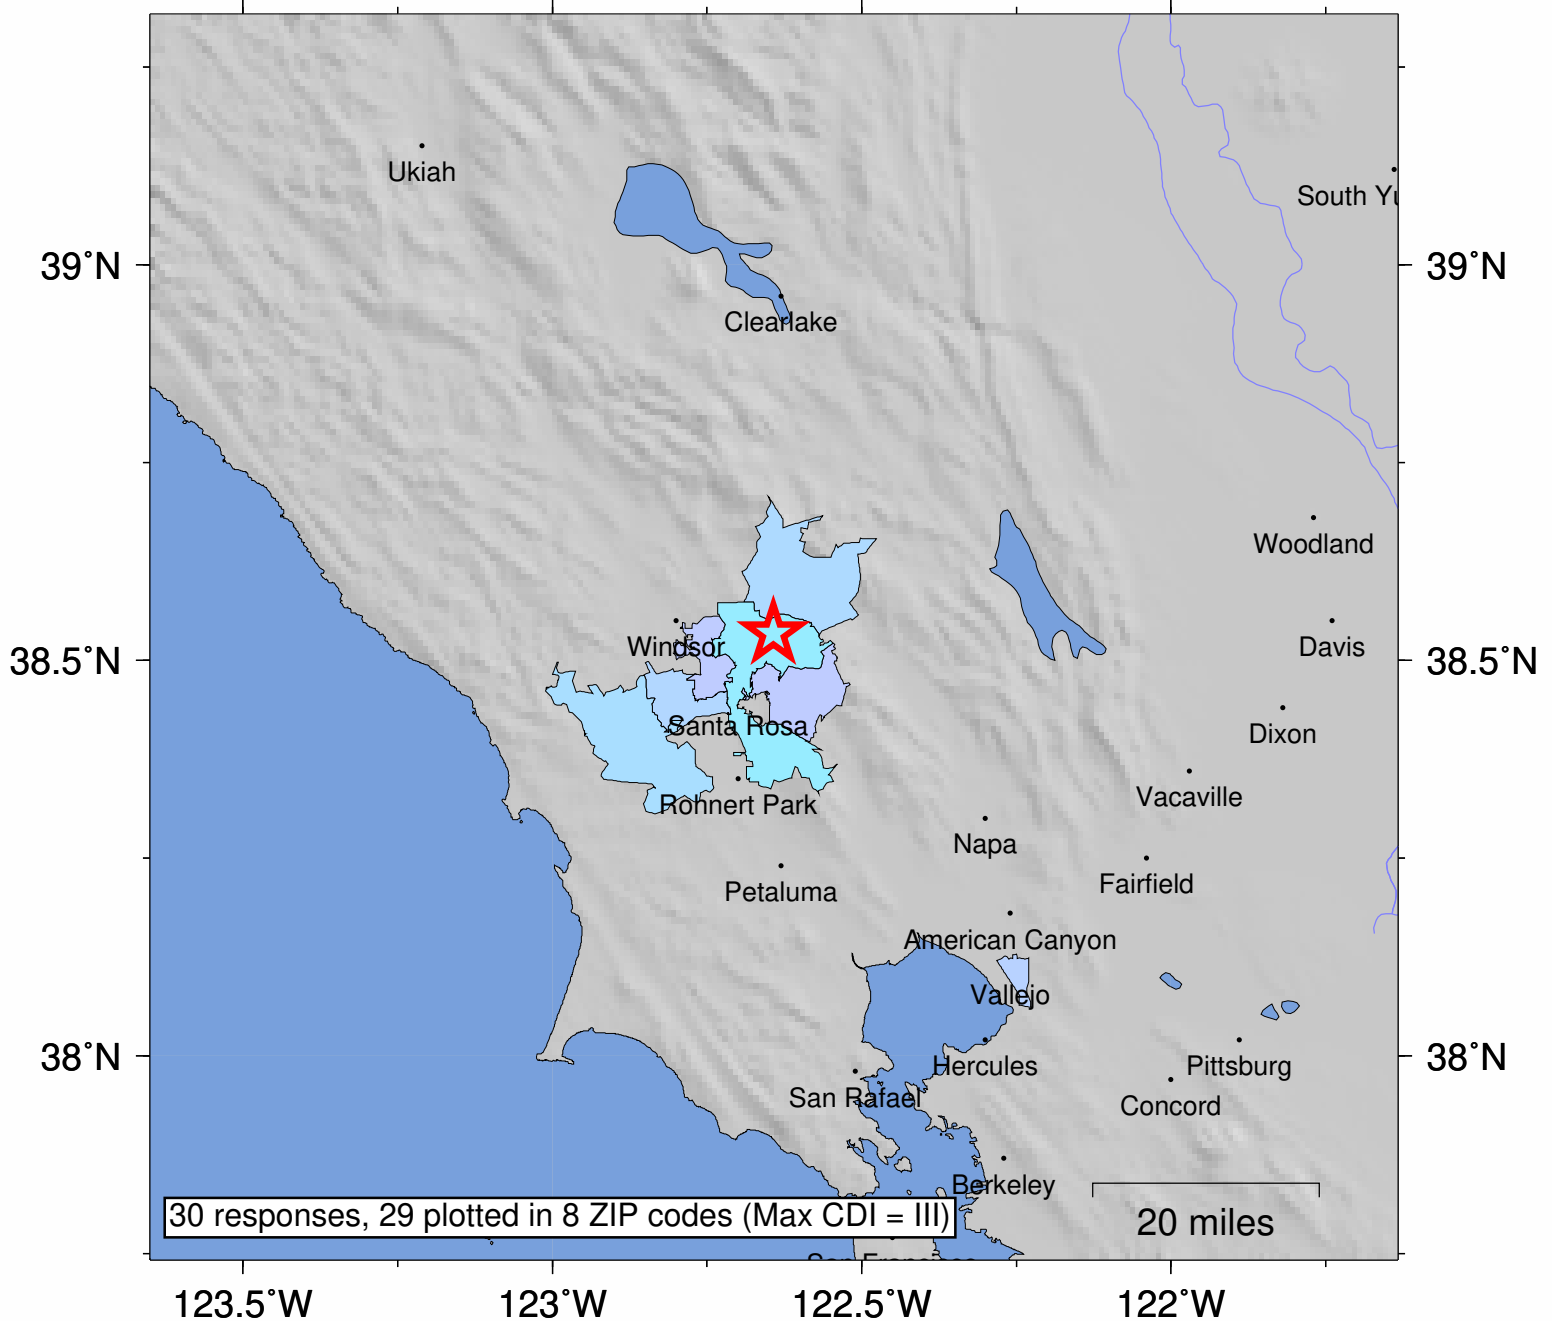 Ukiah
South Yu
39°N
39°N
Clearlake
Woodland
Windsor
Davis
38.5°N
38.5°N
Santa Rosa
Dixon
Vacaville
Rohnert Park
Napa
Petaluma
Fairfield
American Canyon
Vallejo
38°N
38°N
Hercules
Pittsburg
San Rafael
Concord
Berkeley
30 responses, 29 plotted in 8 ZIP codes (Max CDI = III)
20 miles
San Francisco
123.5°W
123°W
122.5°W
122°W